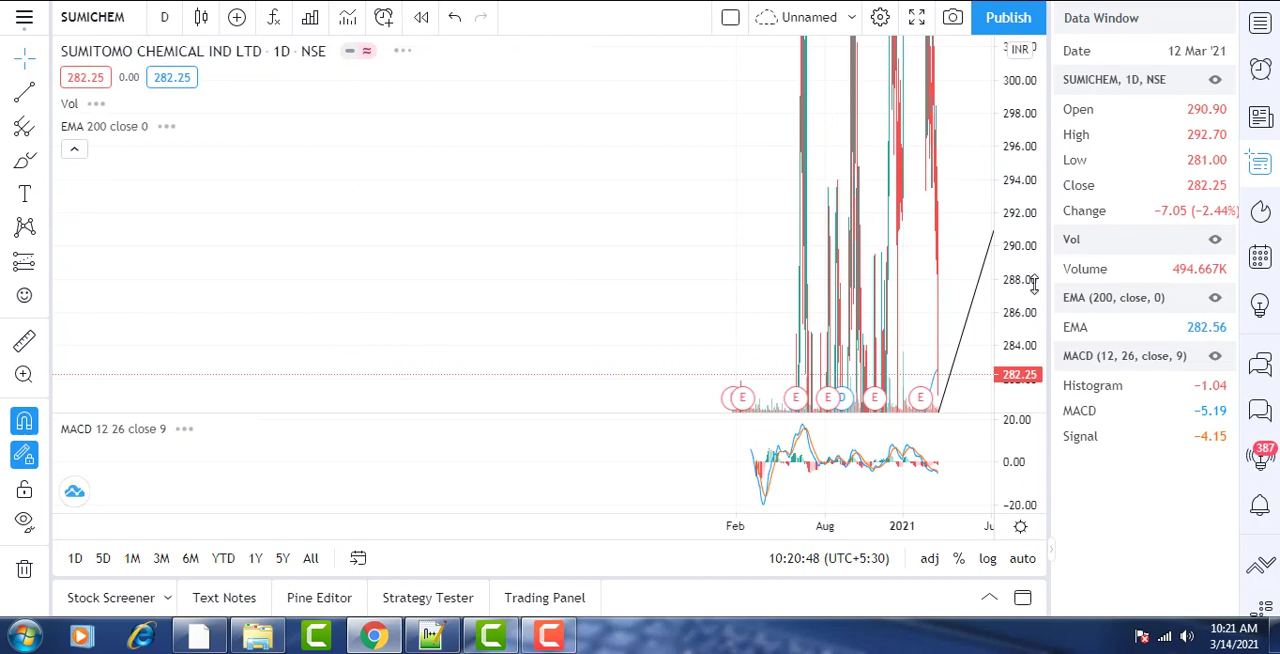 SUMICHEM D Unnamed Publish
SUMITOMO CHEMICAL IND LTD · 1D · NSE
282.25 0.00 282.25
Vol
EMA 200 close 0
INR
300.00
298.00
296.00
294.00
292.00
290.00
288.00
286.00
284.00
282.25
E E E E D E E
MACD 12 26 close 9
20.00
0.00
−20.00
Feb Aug 2021
1D 5D 1M 3M 6M YTD 1Y 5Y All
10:20:48 (UTC+5:30) adj % log auto
Stock Screener Text Notes Pine Editor Strategy Tester Trading Panel
Data Window
Date 12 Mar '21
SUMICHEM, 1D, NSE
Open 290.90
High 292.70
Low 281.00
Close 282.25
Change −7.05 (−2.44%)
Vol
Volume 494.667K
EMA (200, close, 0)
EMA 282.56
MACD (12, 26, close, 9)
Histogram −1.04
MACD −5.19
Signal −4.15
387
10:21 AM
3/14/2021